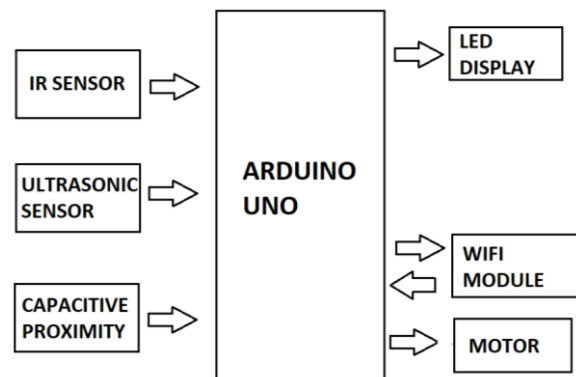 IR SENSOR
ULTRASONIC
SENSOR
CAPACITIVE
PROXIMITY
ARDUINO
UNO
LED
DISPLAY
WIFI
MODULE
MOTOR